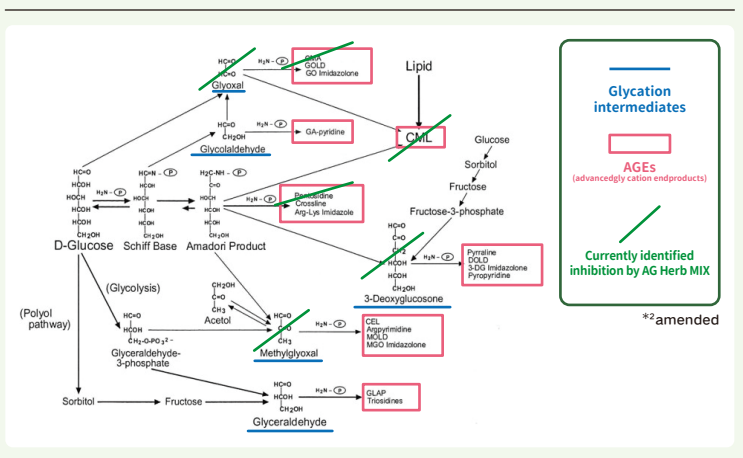 HC=O
HC=O
Glyoxal
H₂N-Ⓟ
CMA
GOLD
GO Imidazolone
Lipid
CML
HC=O
CH₂OH
Glycolaldehyde
H₂N-Ⓟ
GA-pyridine
HC=O
HCOH
HOCH
HCOH
HCOH
CH₂OH
D-Glucose
H₂N-Ⓟ
HC=N-Ⓟ
HCOH
HOCH
HCOH
HCOH
CH₂OH
Schiff Base
H₂C-NH-Ⓟ
C=O
HOCH
HCOH
HCOH
CH₂OH
Amadori Product
H₂N-Ⓟ
Pentosidine
Crossline
Arg-Lys Imidazole
Glucose
Sorbitol
Fructose
Fructose-3-phosphate
HC=O
C=O
CH₂
HCOH
HCOH
CH₂OH
3-Deoxyglucosone
H₂N-Ⓟ
Pyrraline
DOLD
3-DG Imidazolone
Pyropyridine
(Polyol
pathway)
(Glycolysis)
CH₂OH
C=O
CH₃
Acetol
HC=O
HCOH
CH₂-O-PO₃²⁻
Glyceraldehyde-
3-phosphate
HC=O
C=O
CH₃
Methylglyoxal
H₂N-Ⓟ
CEL
Argpyrimidine
MOLD
MGO Imidazolone
Sorbitol
Fructose
HC=O
HCOH
CH₂OH
Glyceraldehyde
H₂N-Ⓟ
GLAP
Triosidines
Glycation
intermediates
AGEs
(advancedgly cation endproducts)
Currently identified
inhibition by AG Herb MIX
*²amended